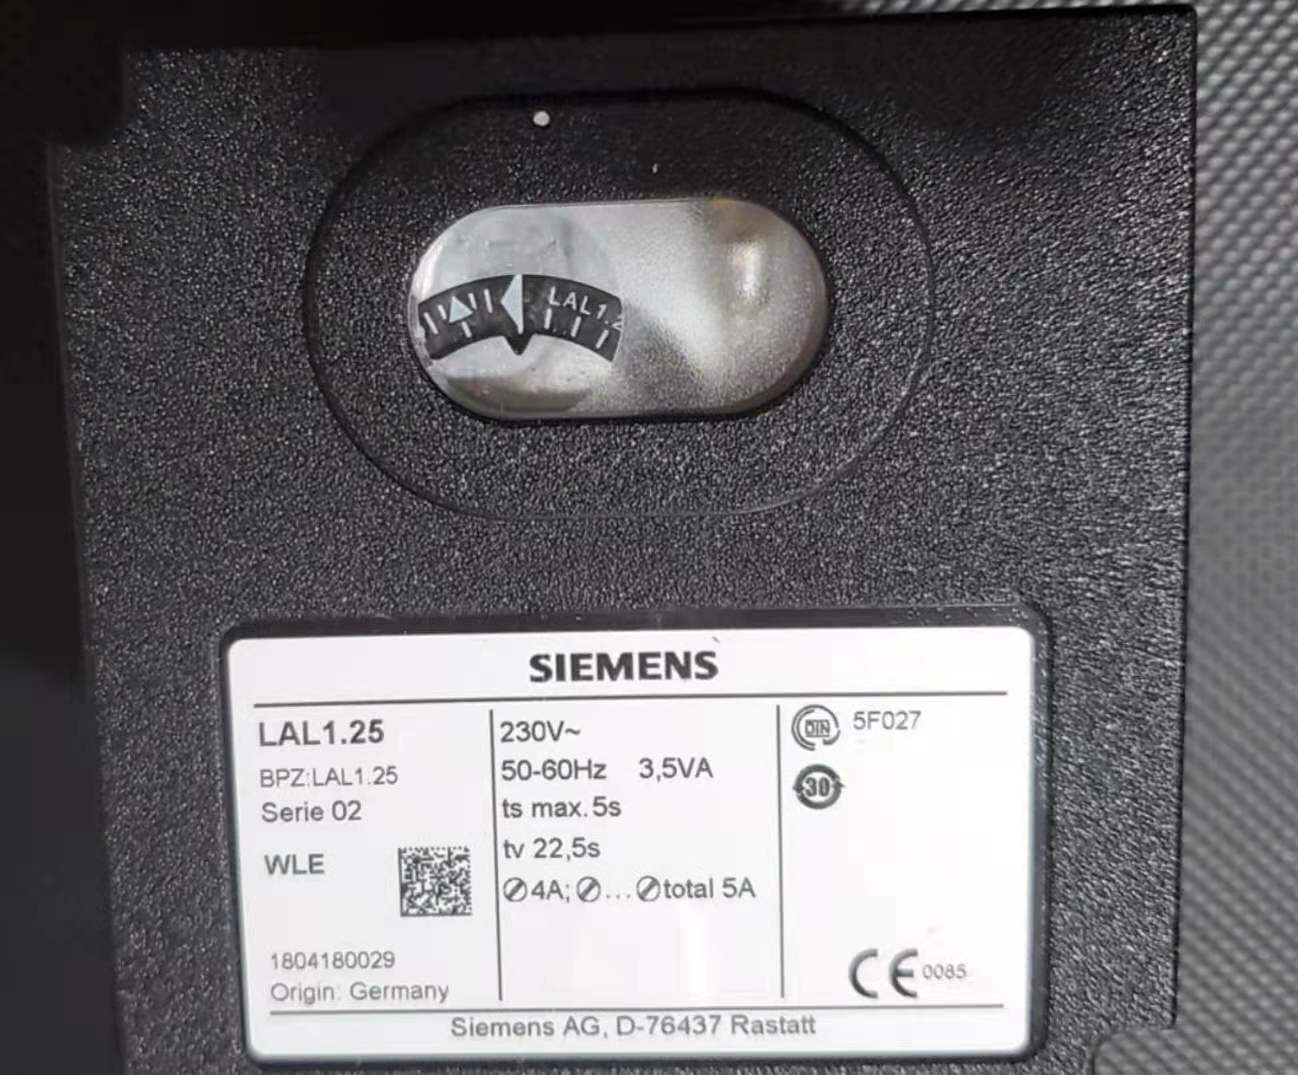 LAL1.2
SIEMENS
LAL1.25
BPZ:LAL1.25
Serie 02
WLE
1804180029
Origin: Germany
230V~
50-60Hz 3,5VA
ts max. 5s
tv 22,5s
⊘4A; ⊘...⊘total 5A
DIN 5F027
30
CE 0085
Siemens AG, D-76437 Rastatt